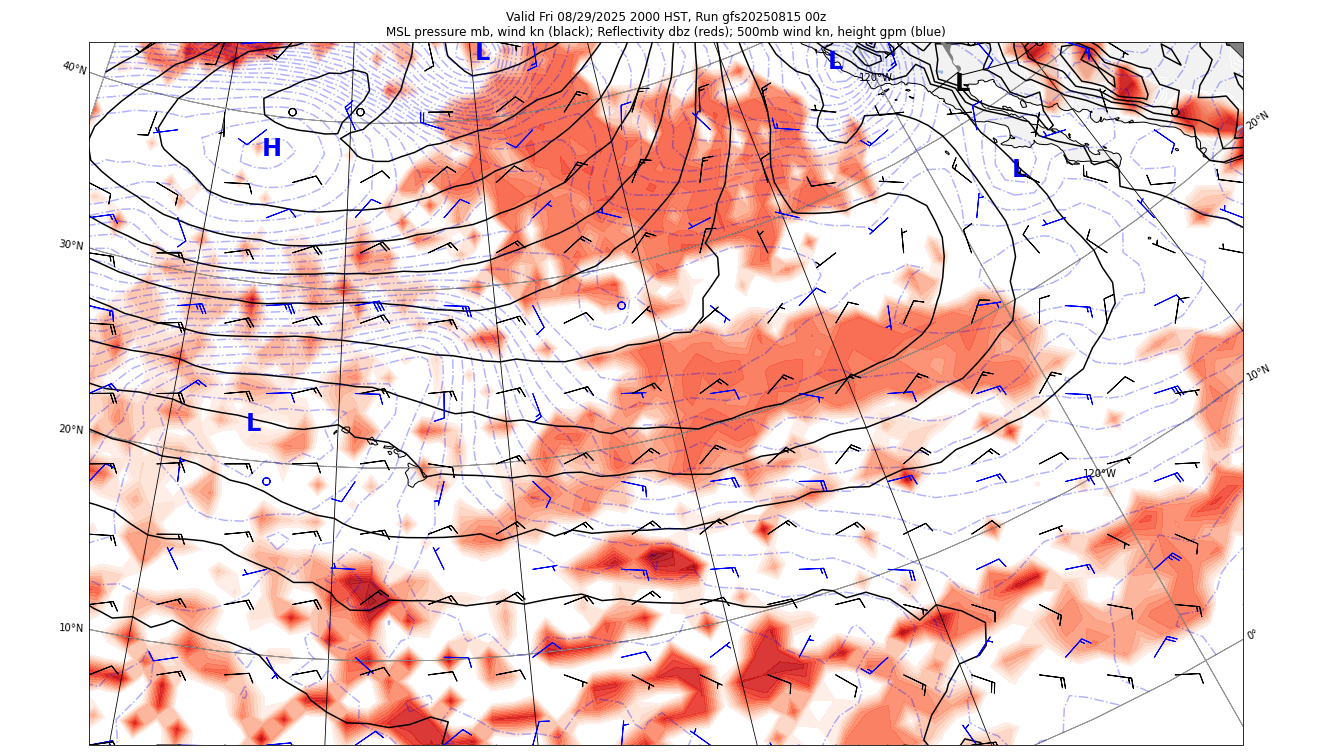 Valid Fri 08/29/2025 2000 HST, Run gfs20250815 00z
MSL pressure mb, wind kn (black); Reflectivity dbz (reds); 500mb wind kn, height gpm (blue)
L
L
40°N
120°W
L
20°N
H
L
30°N
10°N
L
20°N
120°W
10°N
0°